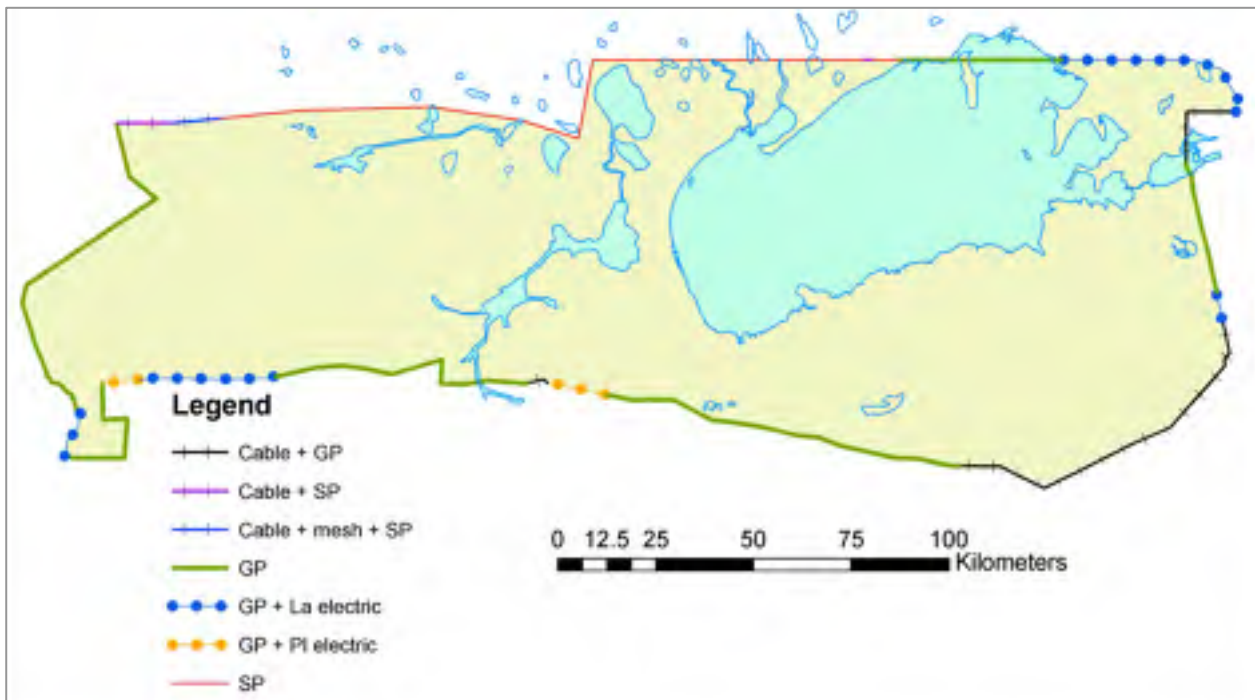 Legend
Cable + GP
Cable + SP
Cable + mesh + SP
GP
GP + La electric
GP + Pl electric
SP
0 12.5 25 50 75 100
Kilometers